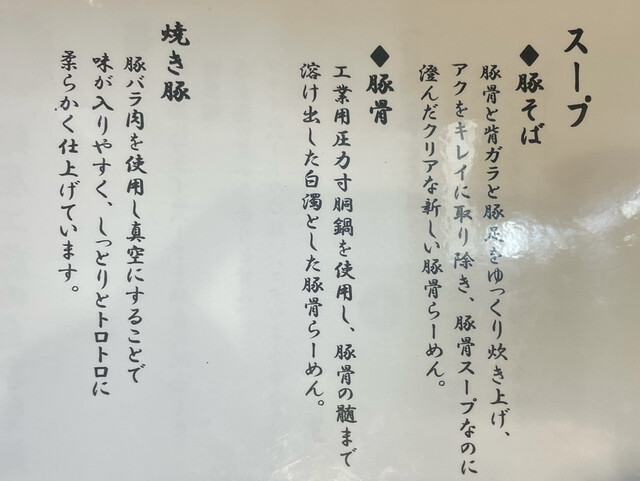 スープ
◆豚そば
豚骨と背ガラと豚足をゆっくり炊き上げ、
アクをキレイに取り除き、豚骨スープなのに
澄んだクリアな新しい豚骨らーめん。
◆豚骨
工業用圧力寸胴鍋を使用し、豚骨の髄まで
溶け出した白濁とした豚骨らーめん。
焼き豚
豚バラ肉を使用し真空にすることで
味が入りやすく、しっとりとトロトロに
柔らかく仕上げています。